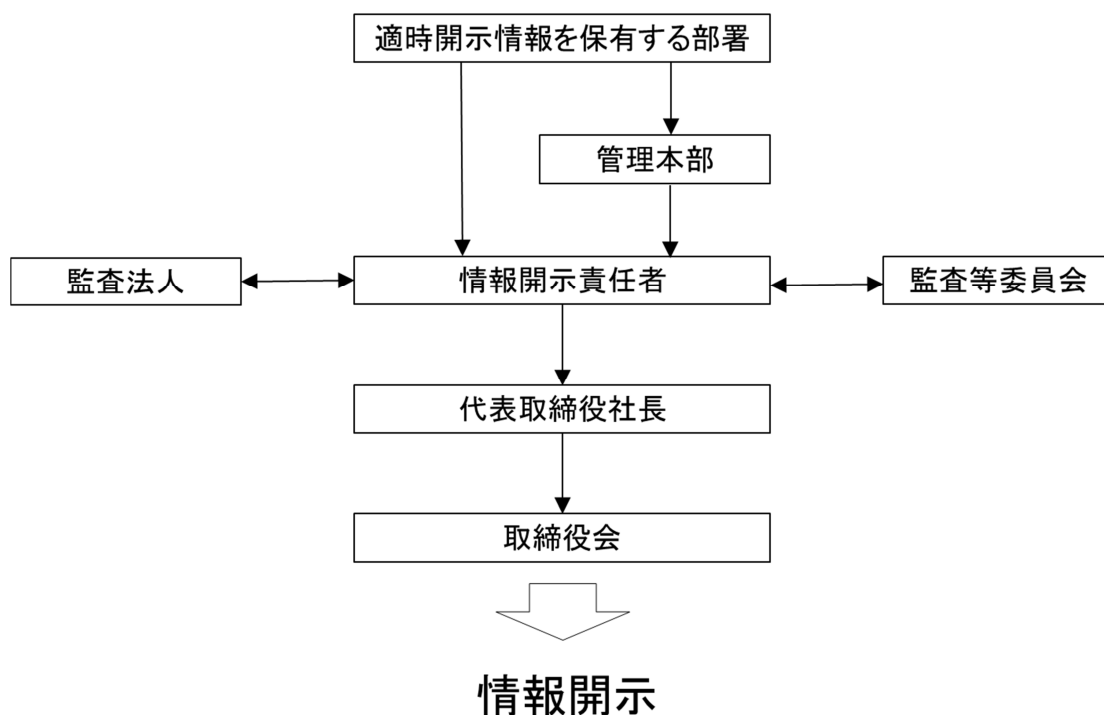 適時開示情報を保有する部署
管理本部
監査法人
情報開示責任者
監査等委員会
代表取締役社長
取締役会
情報開示